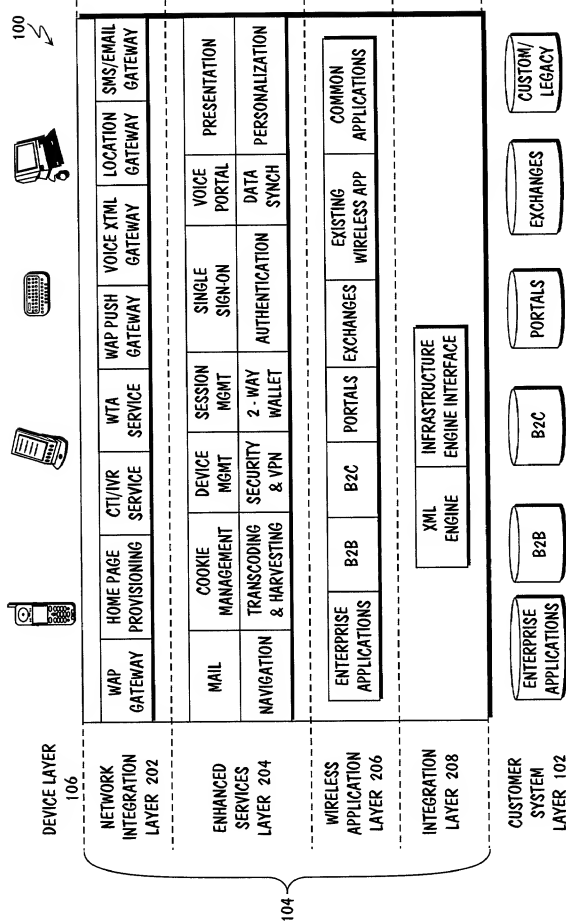 100
DEVICE LAYER
106
NETWORK
INTEGRATION
LAYER 202
WAP
GATEWAY
HOME PAGE
PROVISIONING
CTI/IVR
SERVICE
WTA
SERVICE
WAP PUSH
GATEWAY
VOICE XTML
GATEWAY
LOCATION
GATEWAY
SMS/EMAIL
GATEWAY
ENHANCED
SERVICES
LAYER 204
MAIL
COOKIE
MANAGEMENT
DEVICE
MGMT
SESSION
MGMT
SINGLE
SIGN-ON
VOICE
PORTAL
PRESENTATION
NAVIGATION
TRANSCODING
& HARVESTING
SECURITY
& VPN
2 - WAY
WALLET
AUTHENTICATION
DATA
SYNCH
PERSONALIZATION
WIRELESS
APPLICATION
LAYER 206
ENTERPRISE
APPLICATIONS
B2B
B2C
PORTALS
EXCHANGES
EXISTING
WIRELESS APP
COMMON
APPLICATIONS
INTEGRATION
LAYER 208
XML
ENGINE
INFRASTRUCTURE
ENGINE INTERFACE
104
CUSTOMER
SYSTEM
LAYER 102
ENTERPRISE
APPLICATIONS
B2B
B2C
PORTALS
EXCHANGES
CUSTOM/
LEGACY